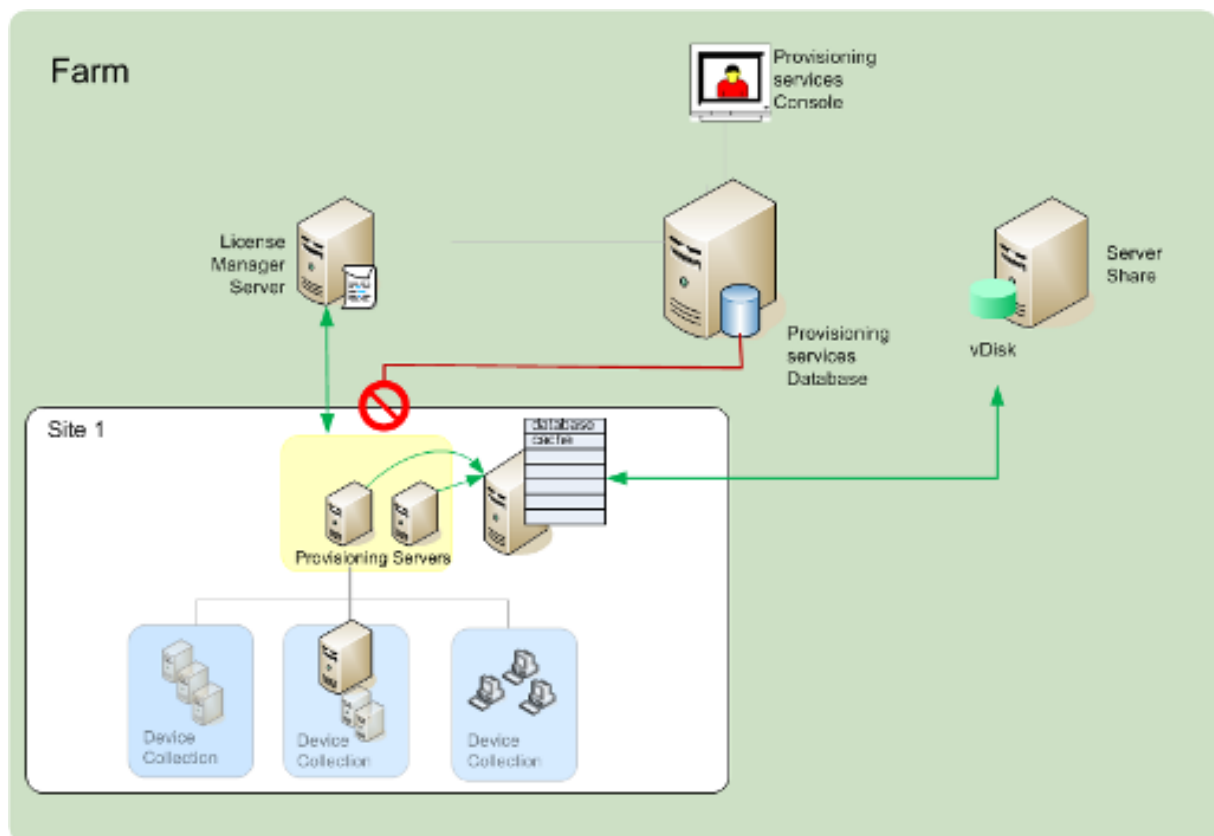 Farm
Provisioning
services
Console
License
Manager
Server
Server
Share
vDisk
Provisioning
services
Database
Site 1
database
cache
Provisioning Servers
Device
Collection
Device
Collection
Device
Collection